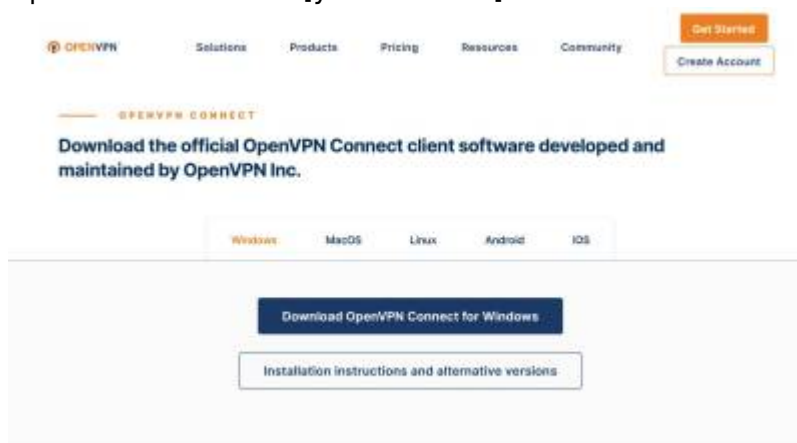 OPENVPN
Solutions Products Pricing Resources Community
Get Started
Create Account
OPENVPN CONNECT
Download the official OpenVPN Connect client software developed and
maintained by OpenVPN Inc.
Windows MacOS Linux Android iOS
Download OpenVPN Connect for Windows
Installation instructions and alternative versions